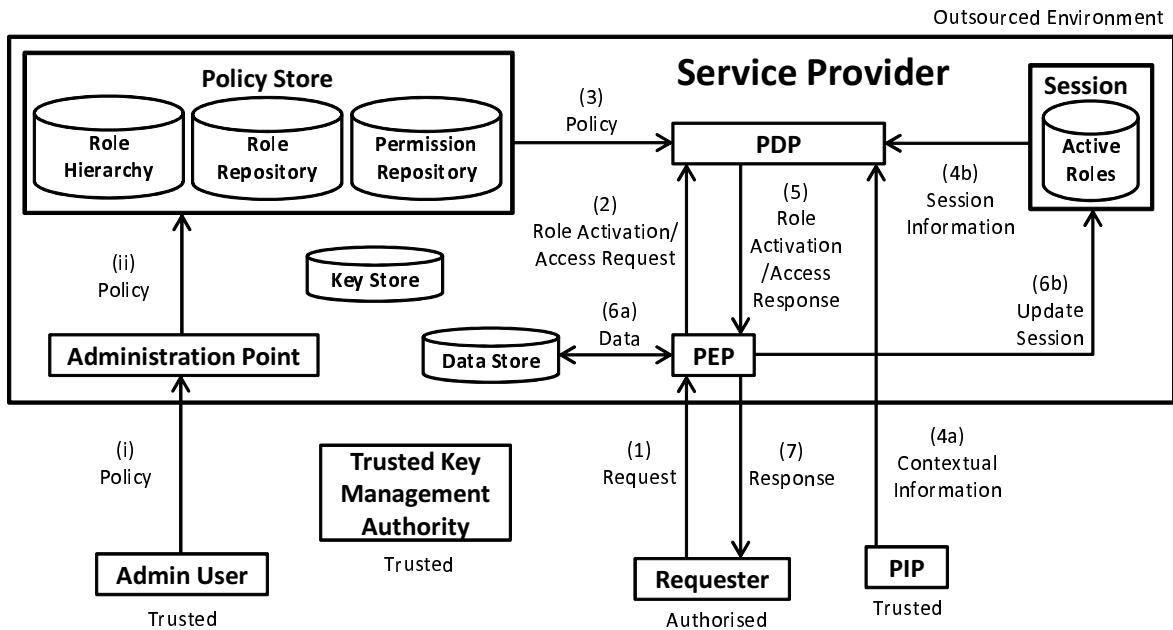 Outsourced Environment
Service Provider
Policy Store
Role
Hierarchy
Role
Repository
Permission
Repository
(3)
Policy
PDP
Session
Active
Roles
(4b)
Session
Information
(2)
Role Activation/
Access Request
(5)
Role
Activation
/Access
Response
(ii)
Policy
Key Store
(6a)
Data
(6b)
Update
Session
Administration Point
Data Store
PEP
(i)
Policy
Trusted Key
Management
Authority
Trusted
(1)
Request
(7)
Response
(4a)
Contextual
Information
Admin User
Trusted
Requester
Authorised
PIP
Trusted